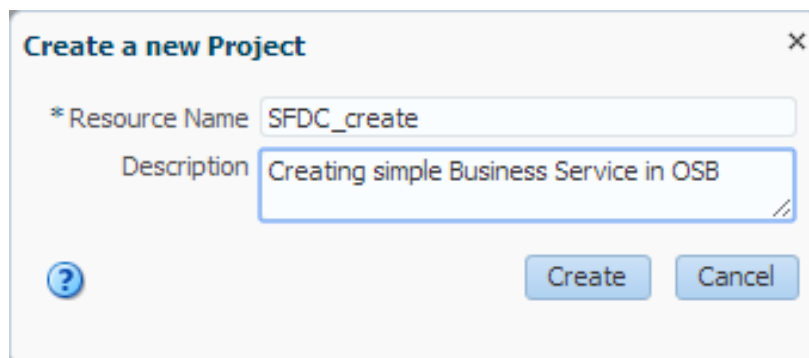 Create a new Project
* Resource Name SFDC_create
Description Creating simple Business Service in OSB
Create Cancel